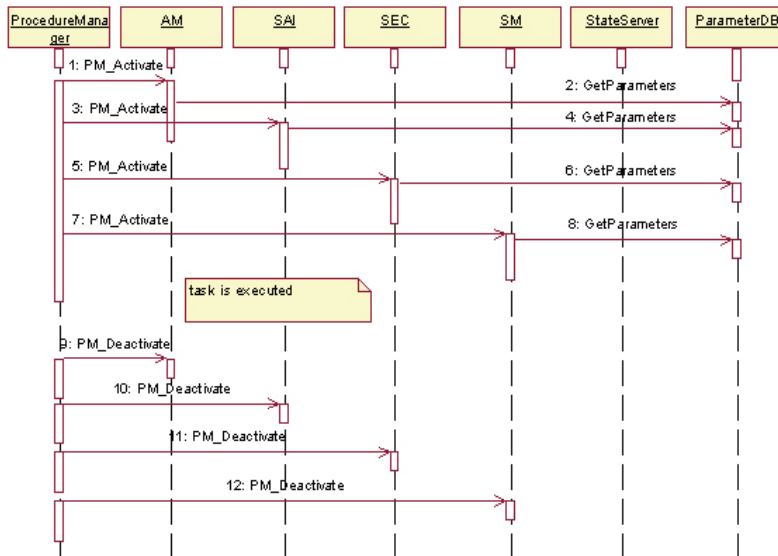 ProcedureMana
ger
AM
SAI
SEC
SM
StateServer
ParameterDB
1: PM_Activate
2: GetParameters
3: PM_Activate
4: GetParameters
5: PM_Activate
6: GetParameters
7: PM_Activate
8: GetParameters
task is executed
9: PM_Deactivate
10: PM_Deactivate
11: PM_Deactivate
12: PM_Deactivate